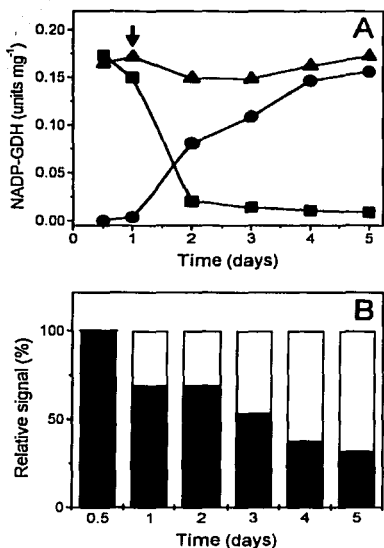 A
NADP-GDH (units mg⁻¹)
0.20
0.15
0.10
0.05
0.00
0 1 2 3 4 5
Time (days)
B
Relative signal (%)
100
50
0
0.5 1 2 3 4 5
Time (days)